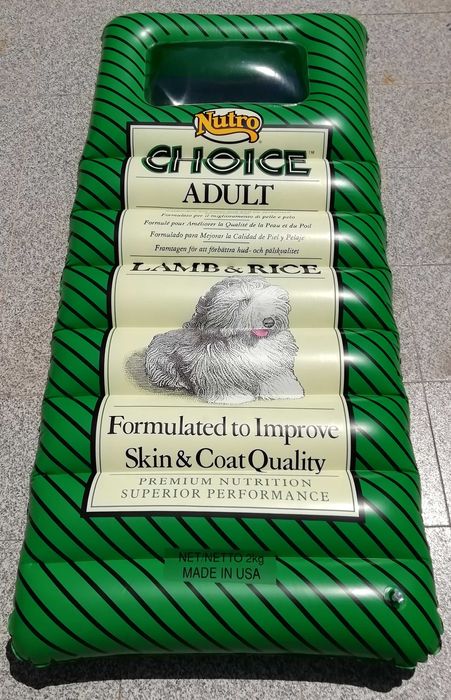 Nutro
CHOICE™
ADULT
Formulato per il miglioramento di pelle e pelo
Formulé pour Améliorer la Qualité de la Peau et du Poil
Formulado para Mejorar la Calidad de Piel y Pelaje
Framtagen för att förbättra hud- och pälskvalitet
LAMB & RICE
Formulated to Improve
Skin & Coat Quality
PREMIUM NUTRITION
SUPERIOR PERFORMANCE
NET/NETTO 2kg
MADE IN USA